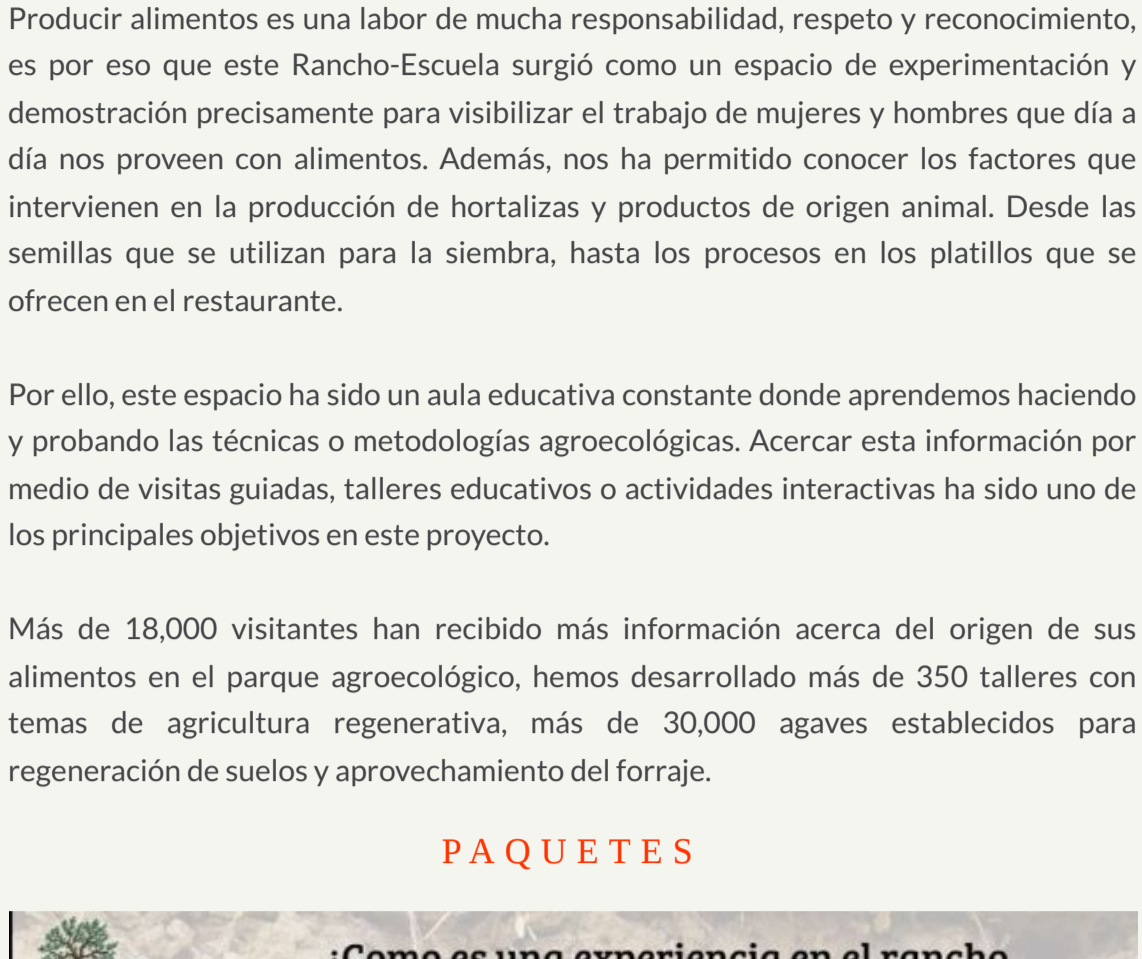 Producir alimentos es una labor de mucha responsabilidad, respeto y reconocimiento,
es por eso que este Rancho-Escuela surgió como un espacio de experimentación y
demostración precisamente para visibilizar el trabajo de mujeres y hombres que día a
día nos proveen con alimentos. Además, nos ha permitido conocer los factores que
intervienen en la producción de hortalizas y productos de origen animal. Desde las
semillas que se utilizan para la siembra, hasta los procesos en los platillos que se
ofrecen en el restaurante.
Por ello, este espacio ha sido un aula educativa constante donde aprendemos haciendo
y probando las técnicas o metodologías agroecológicas. Acercar esta información por
medio de visitas guiadas, talleres educativos o actividades interactivas ha sido uno de
los principales objetivos en este proyecto.
Más de 18,000 visitantes han recibido más información acerca del origen de sus
alimentos en el parque agroecológico, hemos desarrollado más de 350 talleres con
temas de agricultura regenerativa, más de 30,000 agaves establecidos para
regeneración de suelos y aprovechamiento del forraje.
PAQUETES
¿Como es una experiencia en el rancho